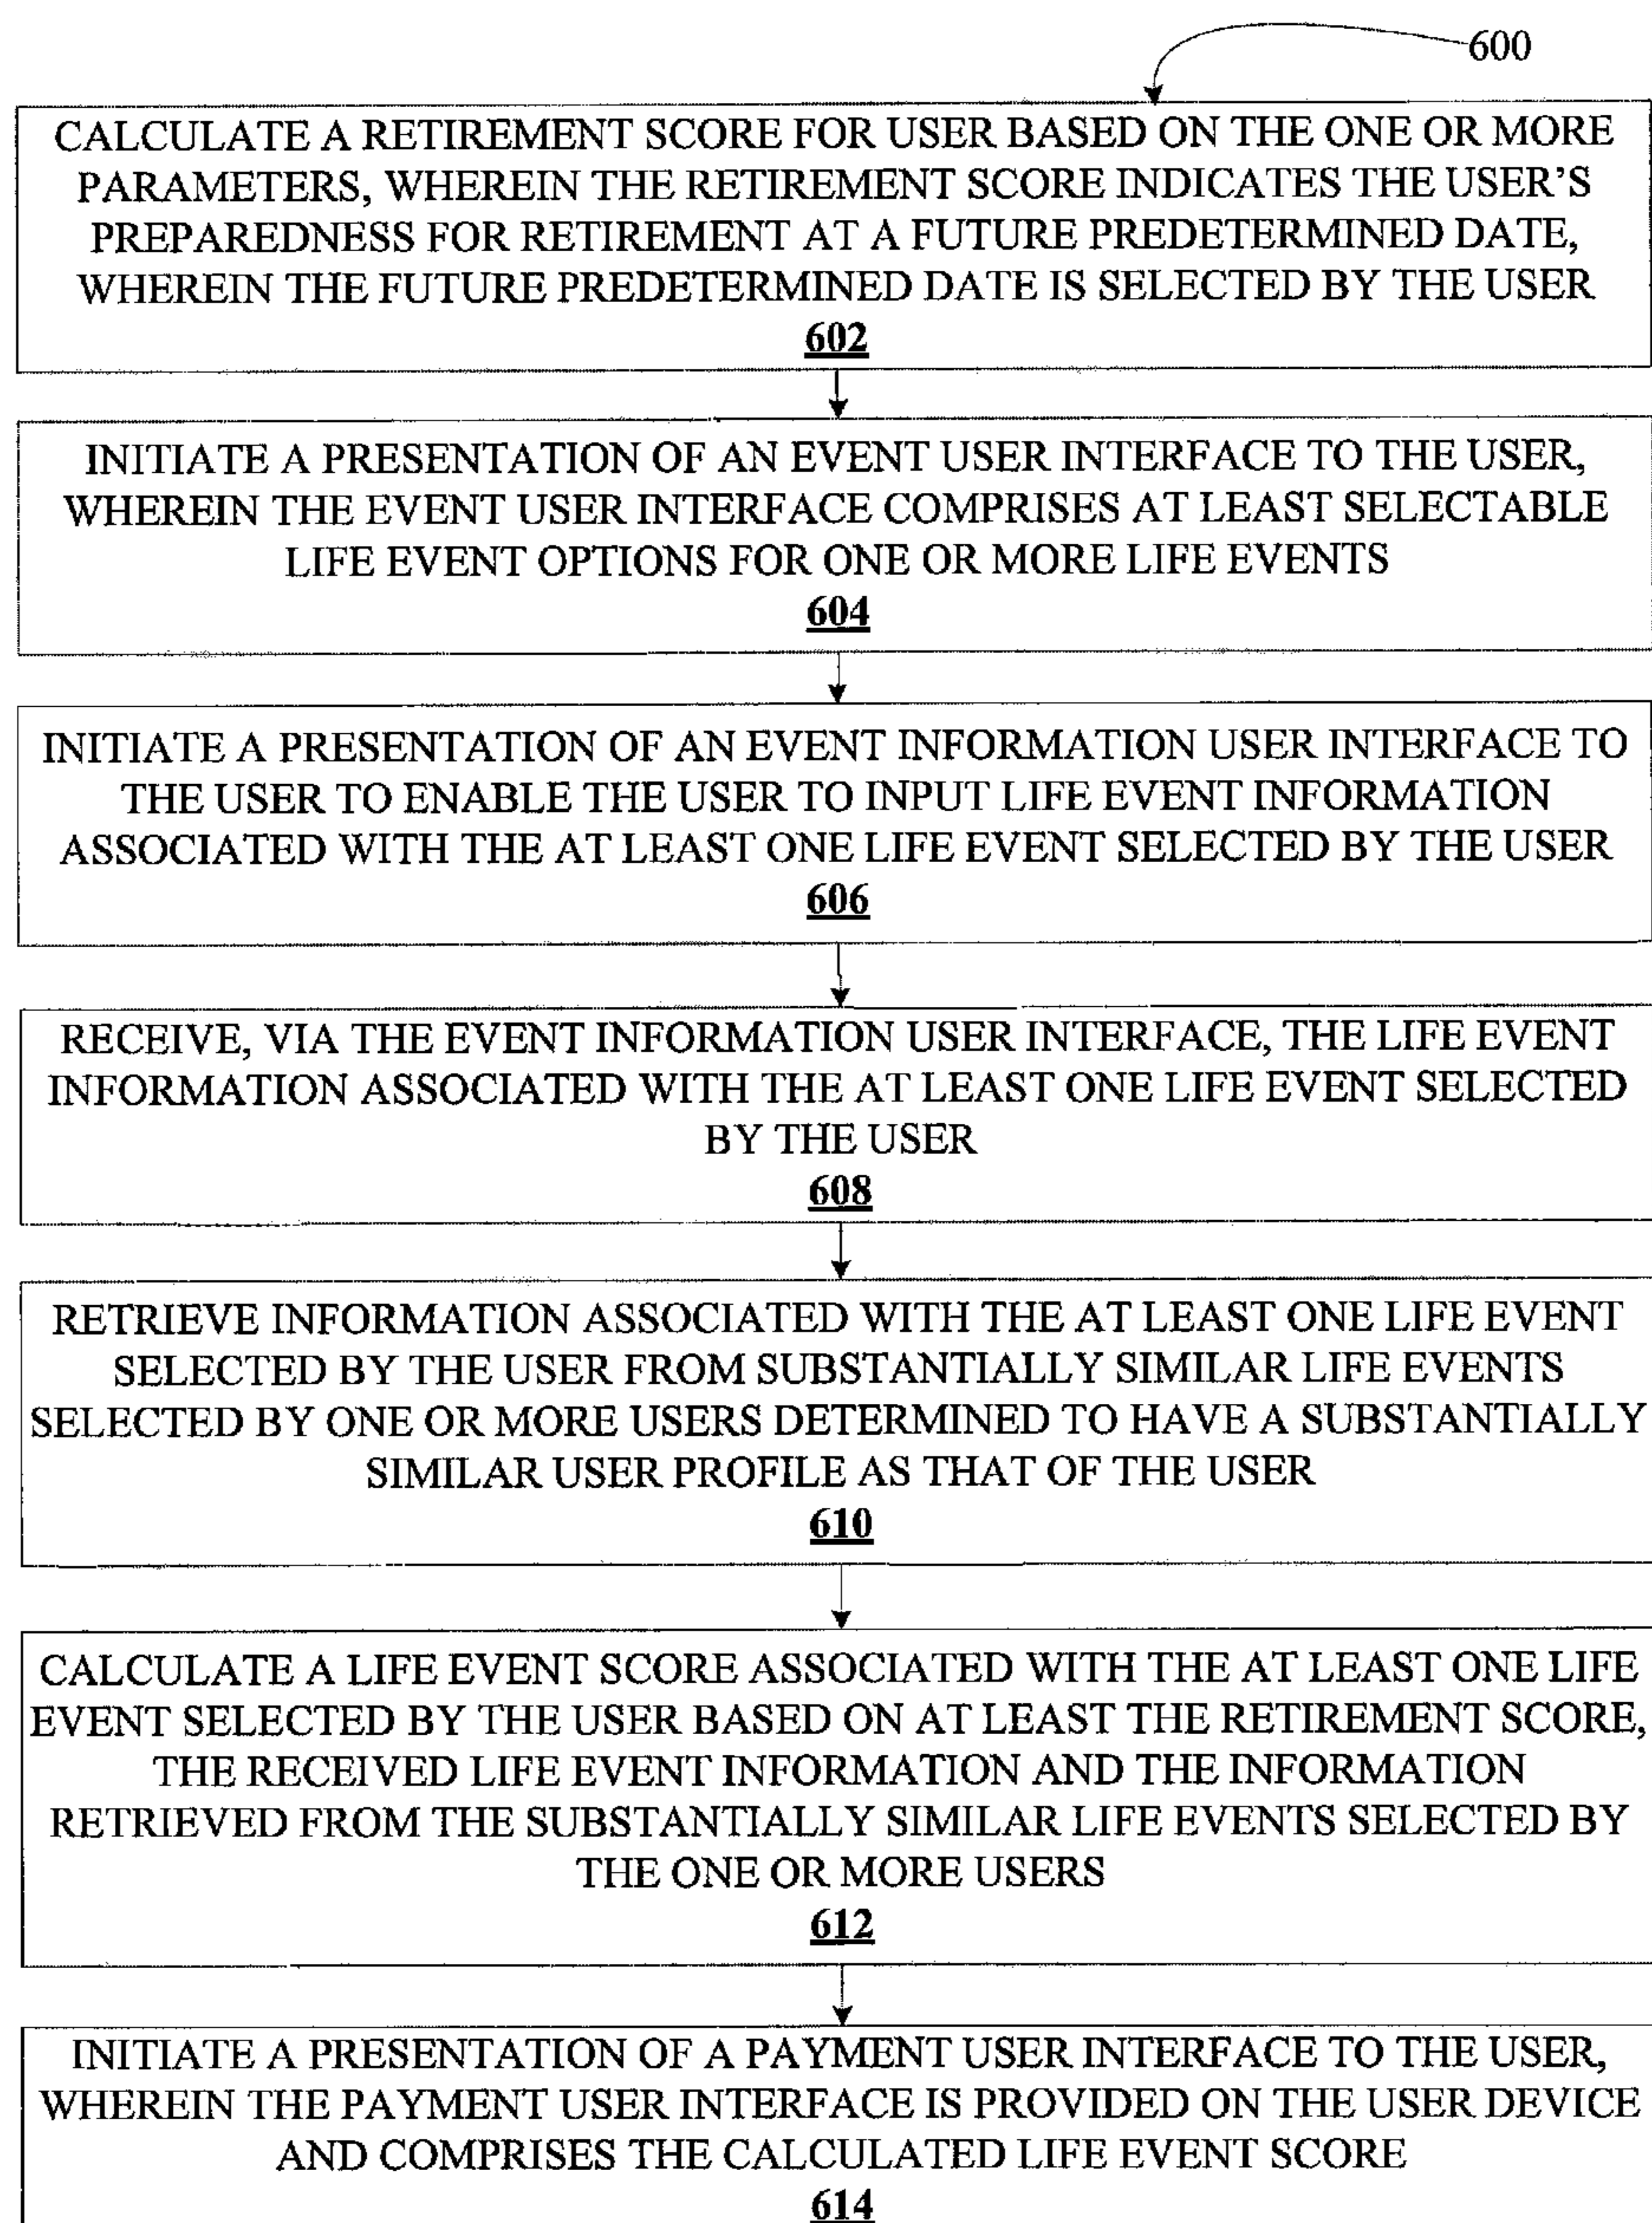 600
CALCULATE A RETIREMENT SCORE FOR USER BASED ON THE ONE OR MORE
PARAMETERS, WHEREIN THE RETIREMENT SCORE INDICATES THE USER'S
PREPAREDNESS FOR RETIREMENT AT A FUTURE PREDETERMINED DATE,
WHEREIN THE FUTURE PREDETERMINED DATE IS SELECTED BY THE USER
602
INITIATE A PRESENTATION OF AN EVENT USER INTERFACE TO THE USER,
WHEREIN THE EVENT USER INTERFACE COMPRISES AT LEAST SELECTABLE
LIFE EVENT OPTIONS FOR ONE OR MORE LIFE EVENTS
604
INITIATE A PRESENTATION OF AN EVENT INFORMATION USER INTERFACE TO
THE USER TO ENABLE THE USER TO INPUT LIFE EVENT INFORMATION
ASSOCIATED WITH THE AT LEAST ONE LIFE EVENT SELECTED BY THE USER
606
RECEIVE, VIA THE EVENT INFORMATION USER INTERFACE, THE LIFE EVENT
INFORMATION ASSOCIATED WITH THE AT LEAST ONE LIFE EVENT SELECTED
BY THE USER
608
RETRIEVE INFORMATION ASSOCIATED WITH THE AT LEAST ONE LIFE EVENT
SELECTED BY THE USER FROM SUBSTANTIALLY SIMILAR LIFE EVENTS
SELECTED BY ONE OR MORE USERS DETERMINED TO HAVE A SUBSTANTIALLY
SIMILAR USER PROFILE AS THAT OF THE USER
610
CALCULATE A LIFE EVENT SCORE ASSOCIATED WITH THE AT LEAST ONE LIFE
EVENT SELECTED BY THE USER BASED ON AT LEAST THE RETIREMENT SCORE,
THE RECEIVED LIFE EVENT INFORMATION AND THE INFORMATION
RETRIEVED FROM THE SUBSTANTIALLY SIMILAR LIFE EVENTS SELECTED BY
THE ONE OR MORE USERS
612
INITIATE A PRESENTATION OF A PAYMENT USER INTERFACE TO THE USER,
WHEREIN THE PAYMENT USER INTERFACE IS PROVIDED ON THE USER DEVICE
AND COMPRISES THE CALCULATED LIFE EVENT SCORE
614